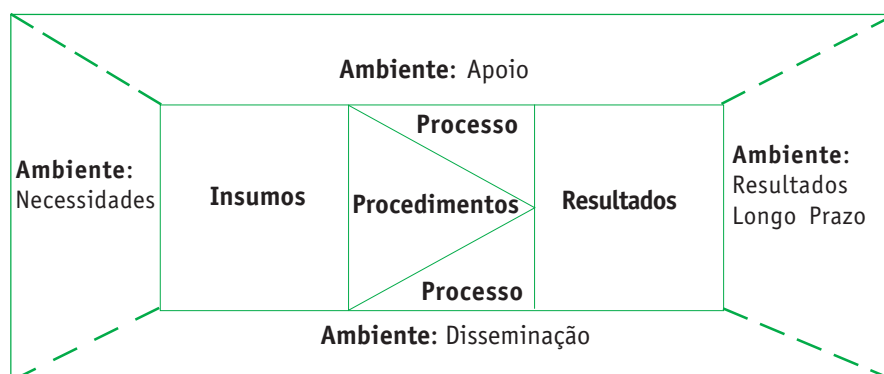 Ambiente: Apoio
Processo
Ambiente:
Necessidades
Insumos
Procedimentos
Resultados
Ambiente:
Resultados
Longo Prazo
Processo
Ambiente: Disseminação